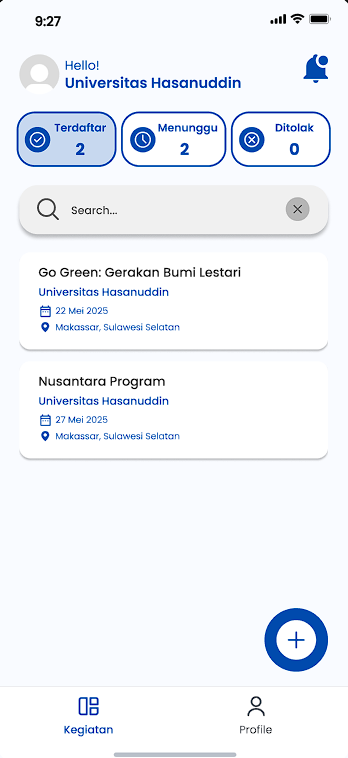 9:27
Hello!
Universitas Hasanuddin
Terdaftar
2
Menunggu
2
Ditolak
0
Search...
Go Green: Gerakan Bumi Lestari
Universitas Hasanuddin
22 Mei 2025
Makassar, Sulawesi Selatan
Nusantara Program
Universitas Hasanuddin
27 Mei 2025
Makassar, Sulawesi Selatan
Kegiatan
Profile